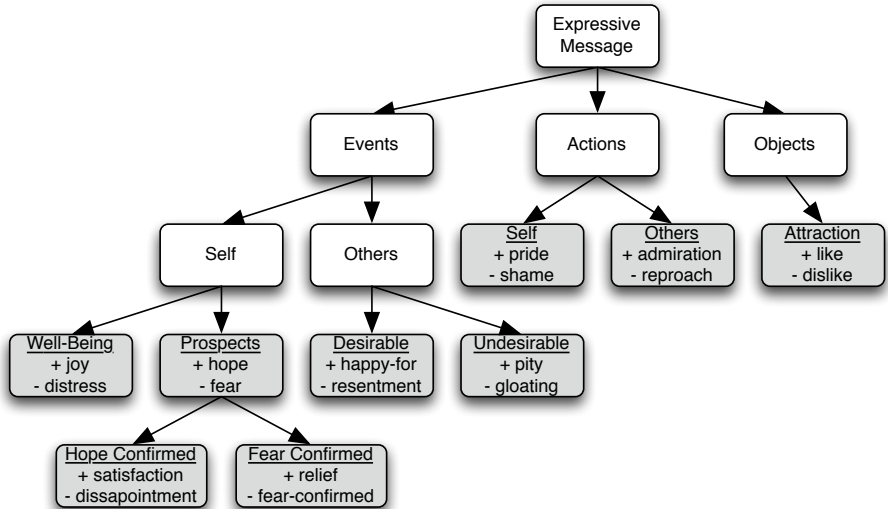 Expressive
Message
Events
Actions
Objects
Self
Others
Self
+ pride
- shame
Others
+ admiration
- reproach
Attraction
+ like
- dislike
Well-Being
+ joy
- distress
Prospects
+ hope
- fear
Desirable
+ happy-for
- resentment
Undesirable
+ pity
- gloating
Hope Confirmed
+ satisfaction
- dissapointment
Fear Confirmed
+ relief
- fear-confirmed